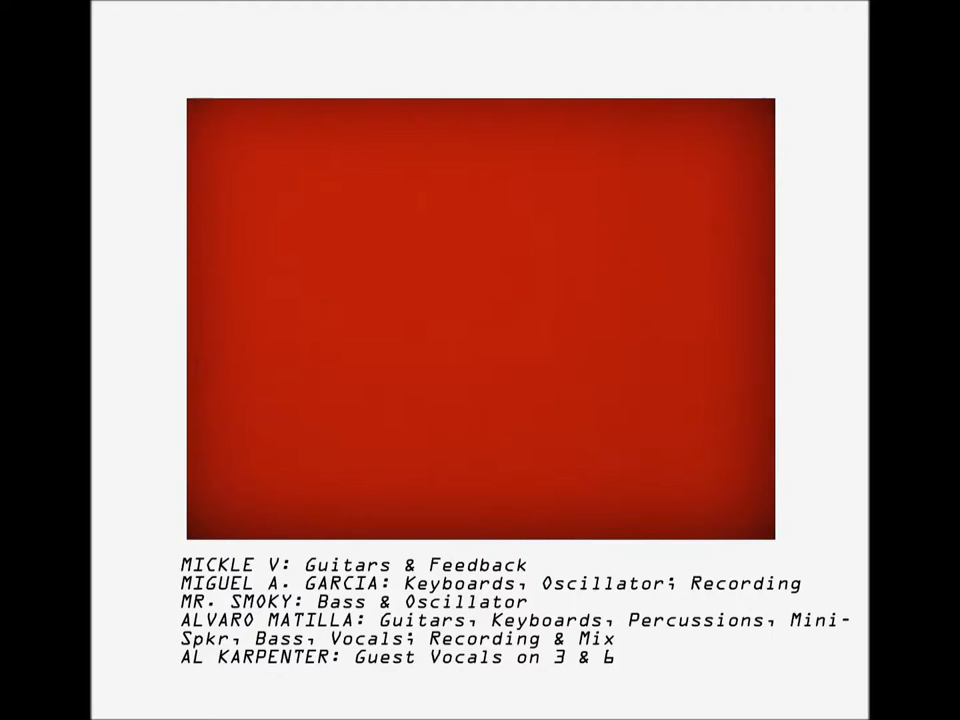 MICKLE V: Guitars & Feedback
MIGUEL A. GARCIA: Keyboards, Oscillator; Recording
MR. SMOKY: Bass & Oscillator
ALVARO MATILLA: Guitars, Keyboards, Percussions, Mini-
Spkr, Bass, Vocals; Recording & Mix
AL KARPENTER: Guest Vocals on 3 & 6